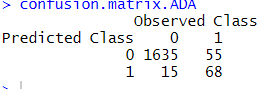 > confusion.matrix.ADA
Observed Class
Predicted Class 0 1
0 1635 55
1 15 68
>